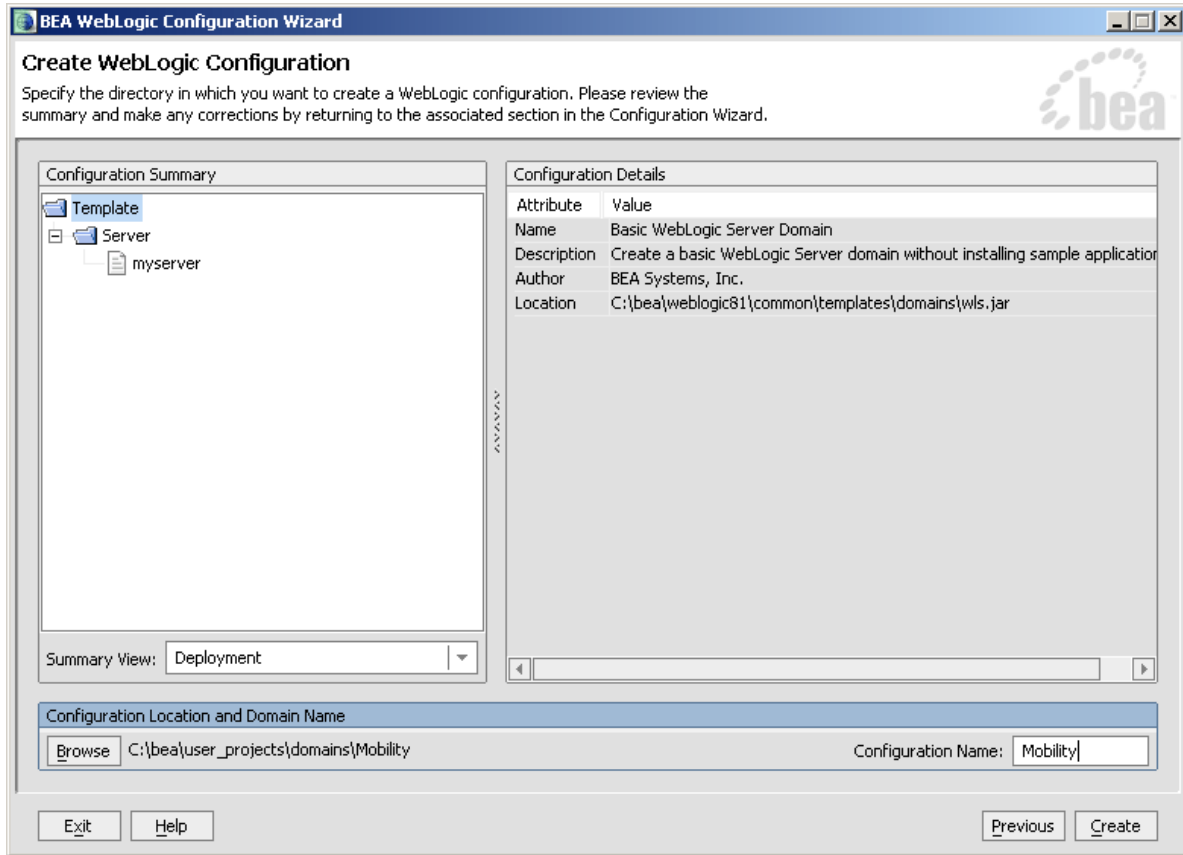 BEA WebLogic Configuration Wizard
Create WebLogic Configuration
Specify the directory in which you want to create a WebLogic configuration. Please review the
summary and make any corrections by returning to the associated section in the Configuration Wizard.
bea
Configuration Summary
Template
Server
myserver
Summary View: Deployment
Configuration Details
Attribute Value
Name Basic WebLogic Server Domain
Description Create a basic WebLogic Server domain without installing sample application
Author BEA Systems, Inc.
Location C:\bea\weblogic81\common\templates\domains\wls.jar
Configuration Location and Domain Name
Browse C:\bea\user_projects\domains\Mobility Configuration Name: Mobility
Exit Help Previous Create